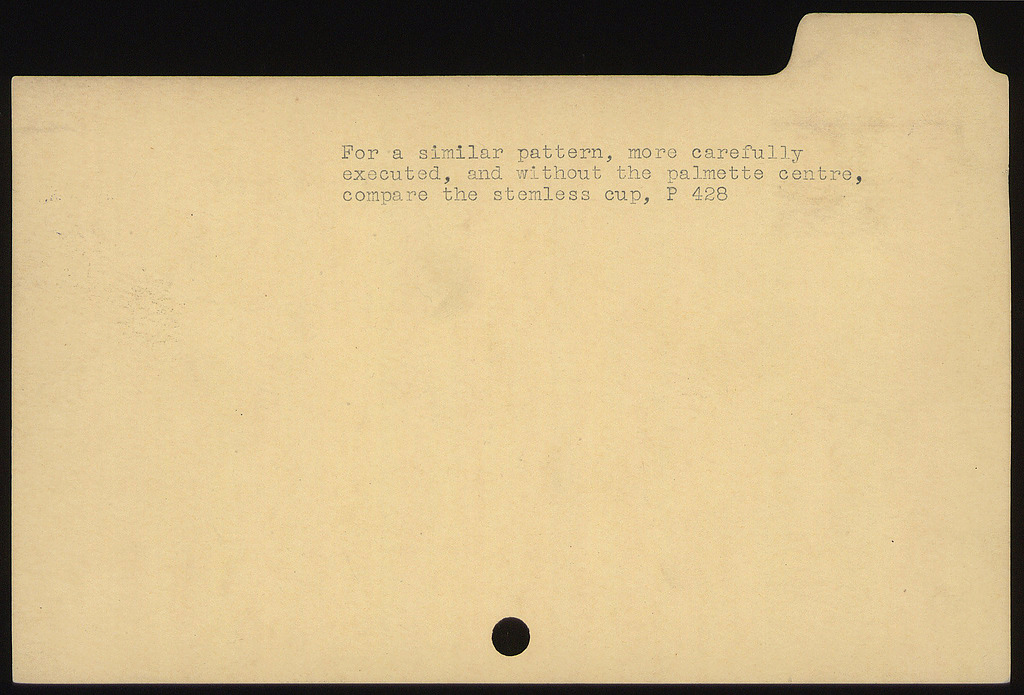 For a similar pattern, more carefully
executed, and without the palmette centre,
compare the stemless cup, P 428